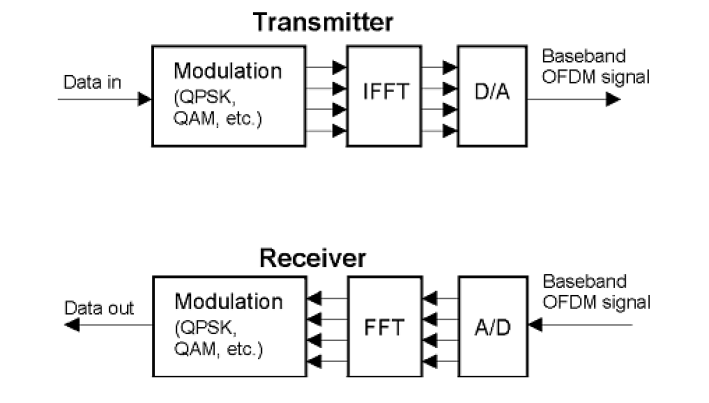 Transmitter
Data in
Modulation
(QPSK,
QAM, etc.)
IFFT
D/A
Baseband
OFDM signal
Receiver
Data out
Modulation
(QPSK,
QAM, etc.)
FFT
A/D
Baseband
OFDM signal